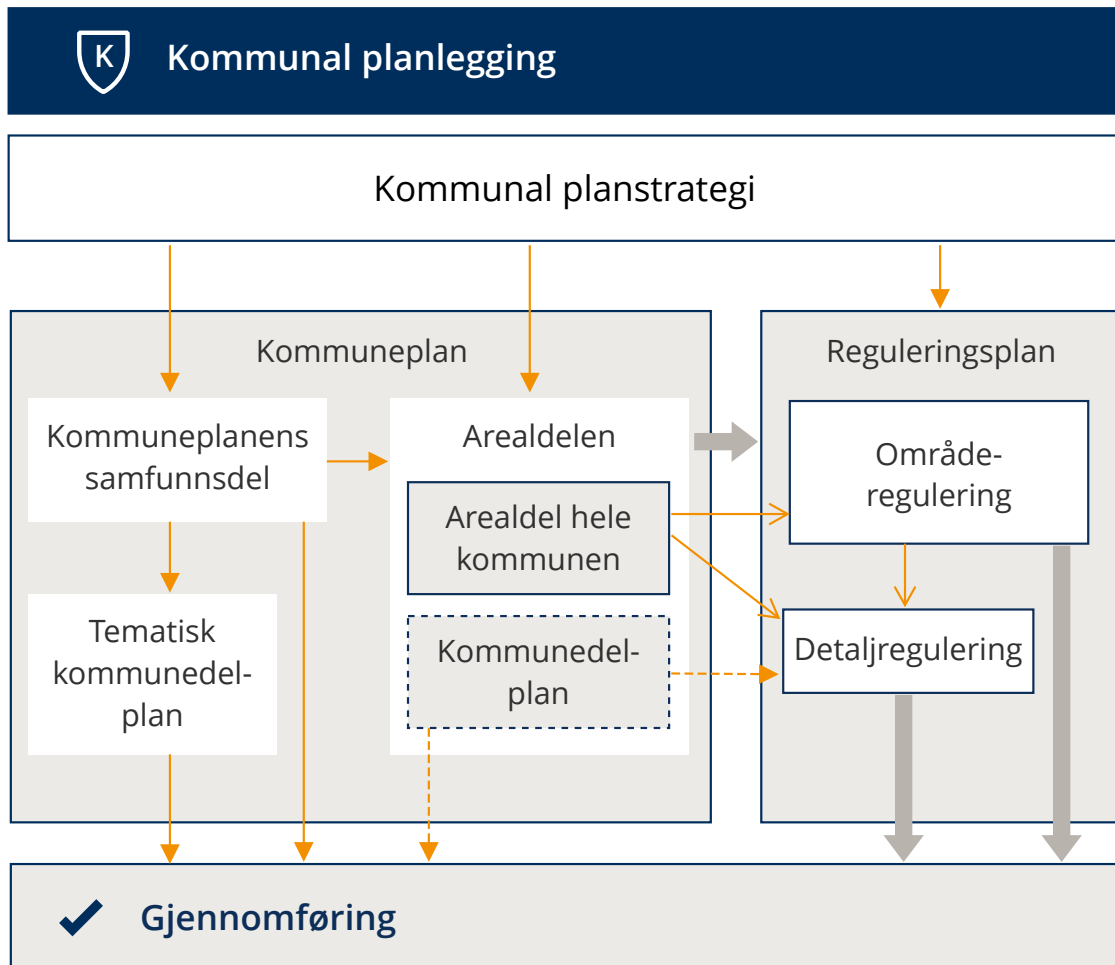 K Kommunal planlegging
Kommunal planstrategi
Kommuneplan
Kommuneplanens
samfunnsdel
Tematisk
kommunedel-
plan
Arealdelen
Arealdel hele
kommunen
Kommunedel-
plan
Reguleringsplan
Område-
regulering
Detaljregulering
Gjennomføring